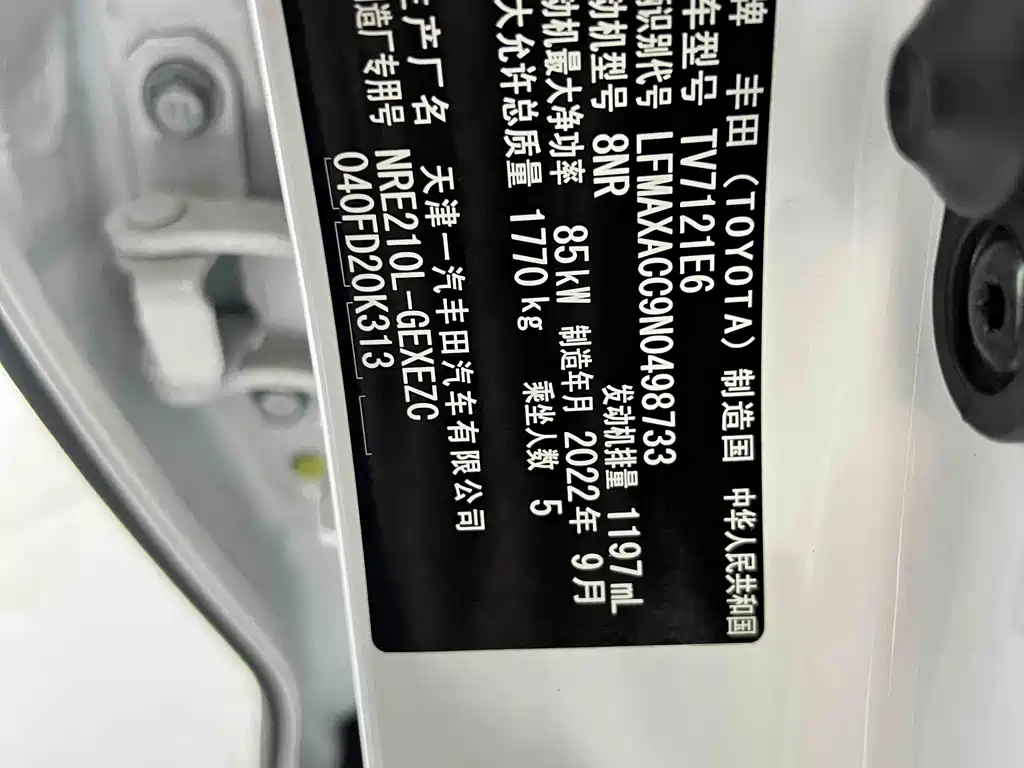 牌 丰田 (TOYOTA) 制造国 中华人民共和国
车型号 TV7121E6
识别代号 LFMAXACC9N0498733
动机型号 8NR 发动机排量 1197mL
动机最大净功率 85kW 制造年月 2022年 9月
大允许总质量 1770kg 乘坐人数 5
产厂名 天津一汽丰田汽车有限公司
造厂专用号 NRE210L-GEXEZC
040FD20K313